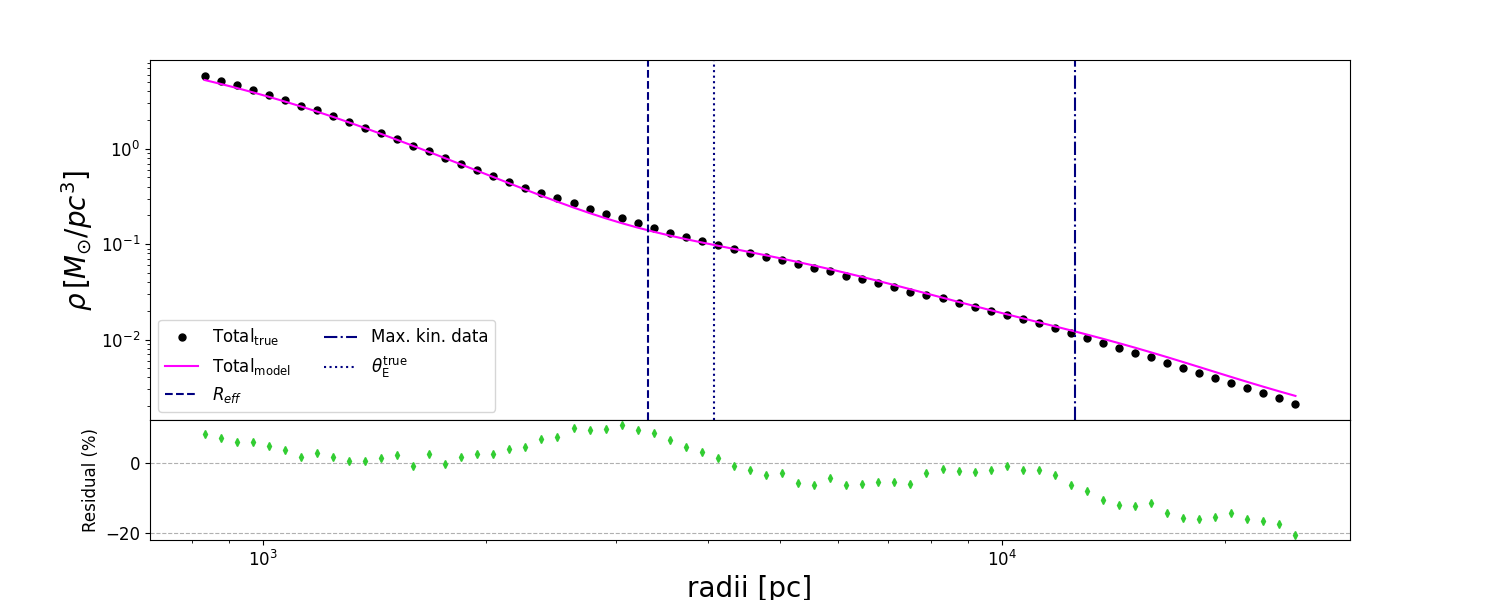 ρ [M⊙/pc³]
10⁰
10⁻¹
10⁻²
Total_true
Total_model
R_eff
Max. kin. data
θ_E^true
Residual (%)
0
−20
10³
10⁴
radii [pc]